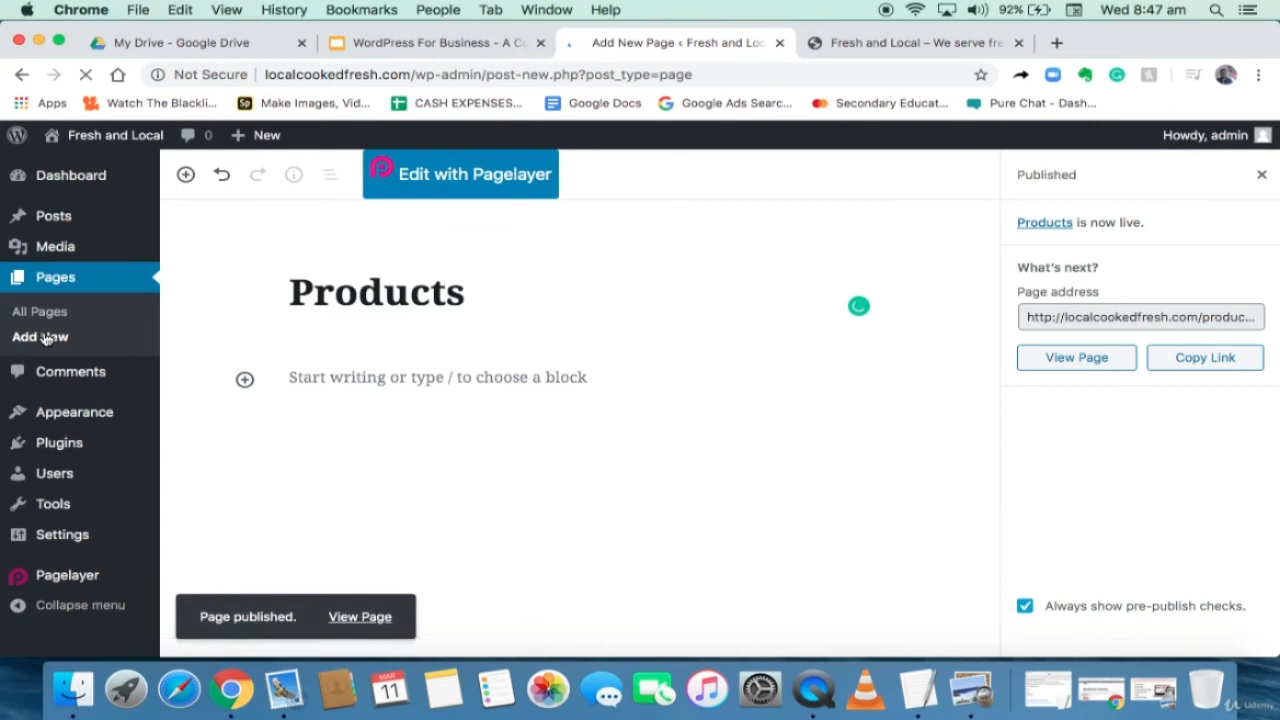 Chrome File Edit View History Bookmarks People Tab Window Help 92% Wed 8:47 am
My Drive - Google Drive WordPress For Business - A Co Add New Page ‹ Fresh and Loc Fresh and Local – We serve fre
Not Secure localcookedfresh.com/wp-admin/post-new.php?post_type=page
Apps Watch The Blackli... Make Images, Vid... CASH EXPENSES... Google Docs Google Ads Searc... Secondary Educat... Pure Chat - Dash...
Fresh and Local 0 New Howdy, admin
Dashboard
Posts
Media
Pages
All Pages
Add New
Comments
Appearance
Plugins
Users
Tools
Settings
Pagelayer
Collapse menu
Edit with Pagelayer
Products
Start writing or type / to choose a block
Page published. View Page
Published
Products is now live.
What's next?
Page address
http://localcookedfresh.com/produc...
View Page Copy Link
Always show pre-publish checks.
MAR
11
Udemy